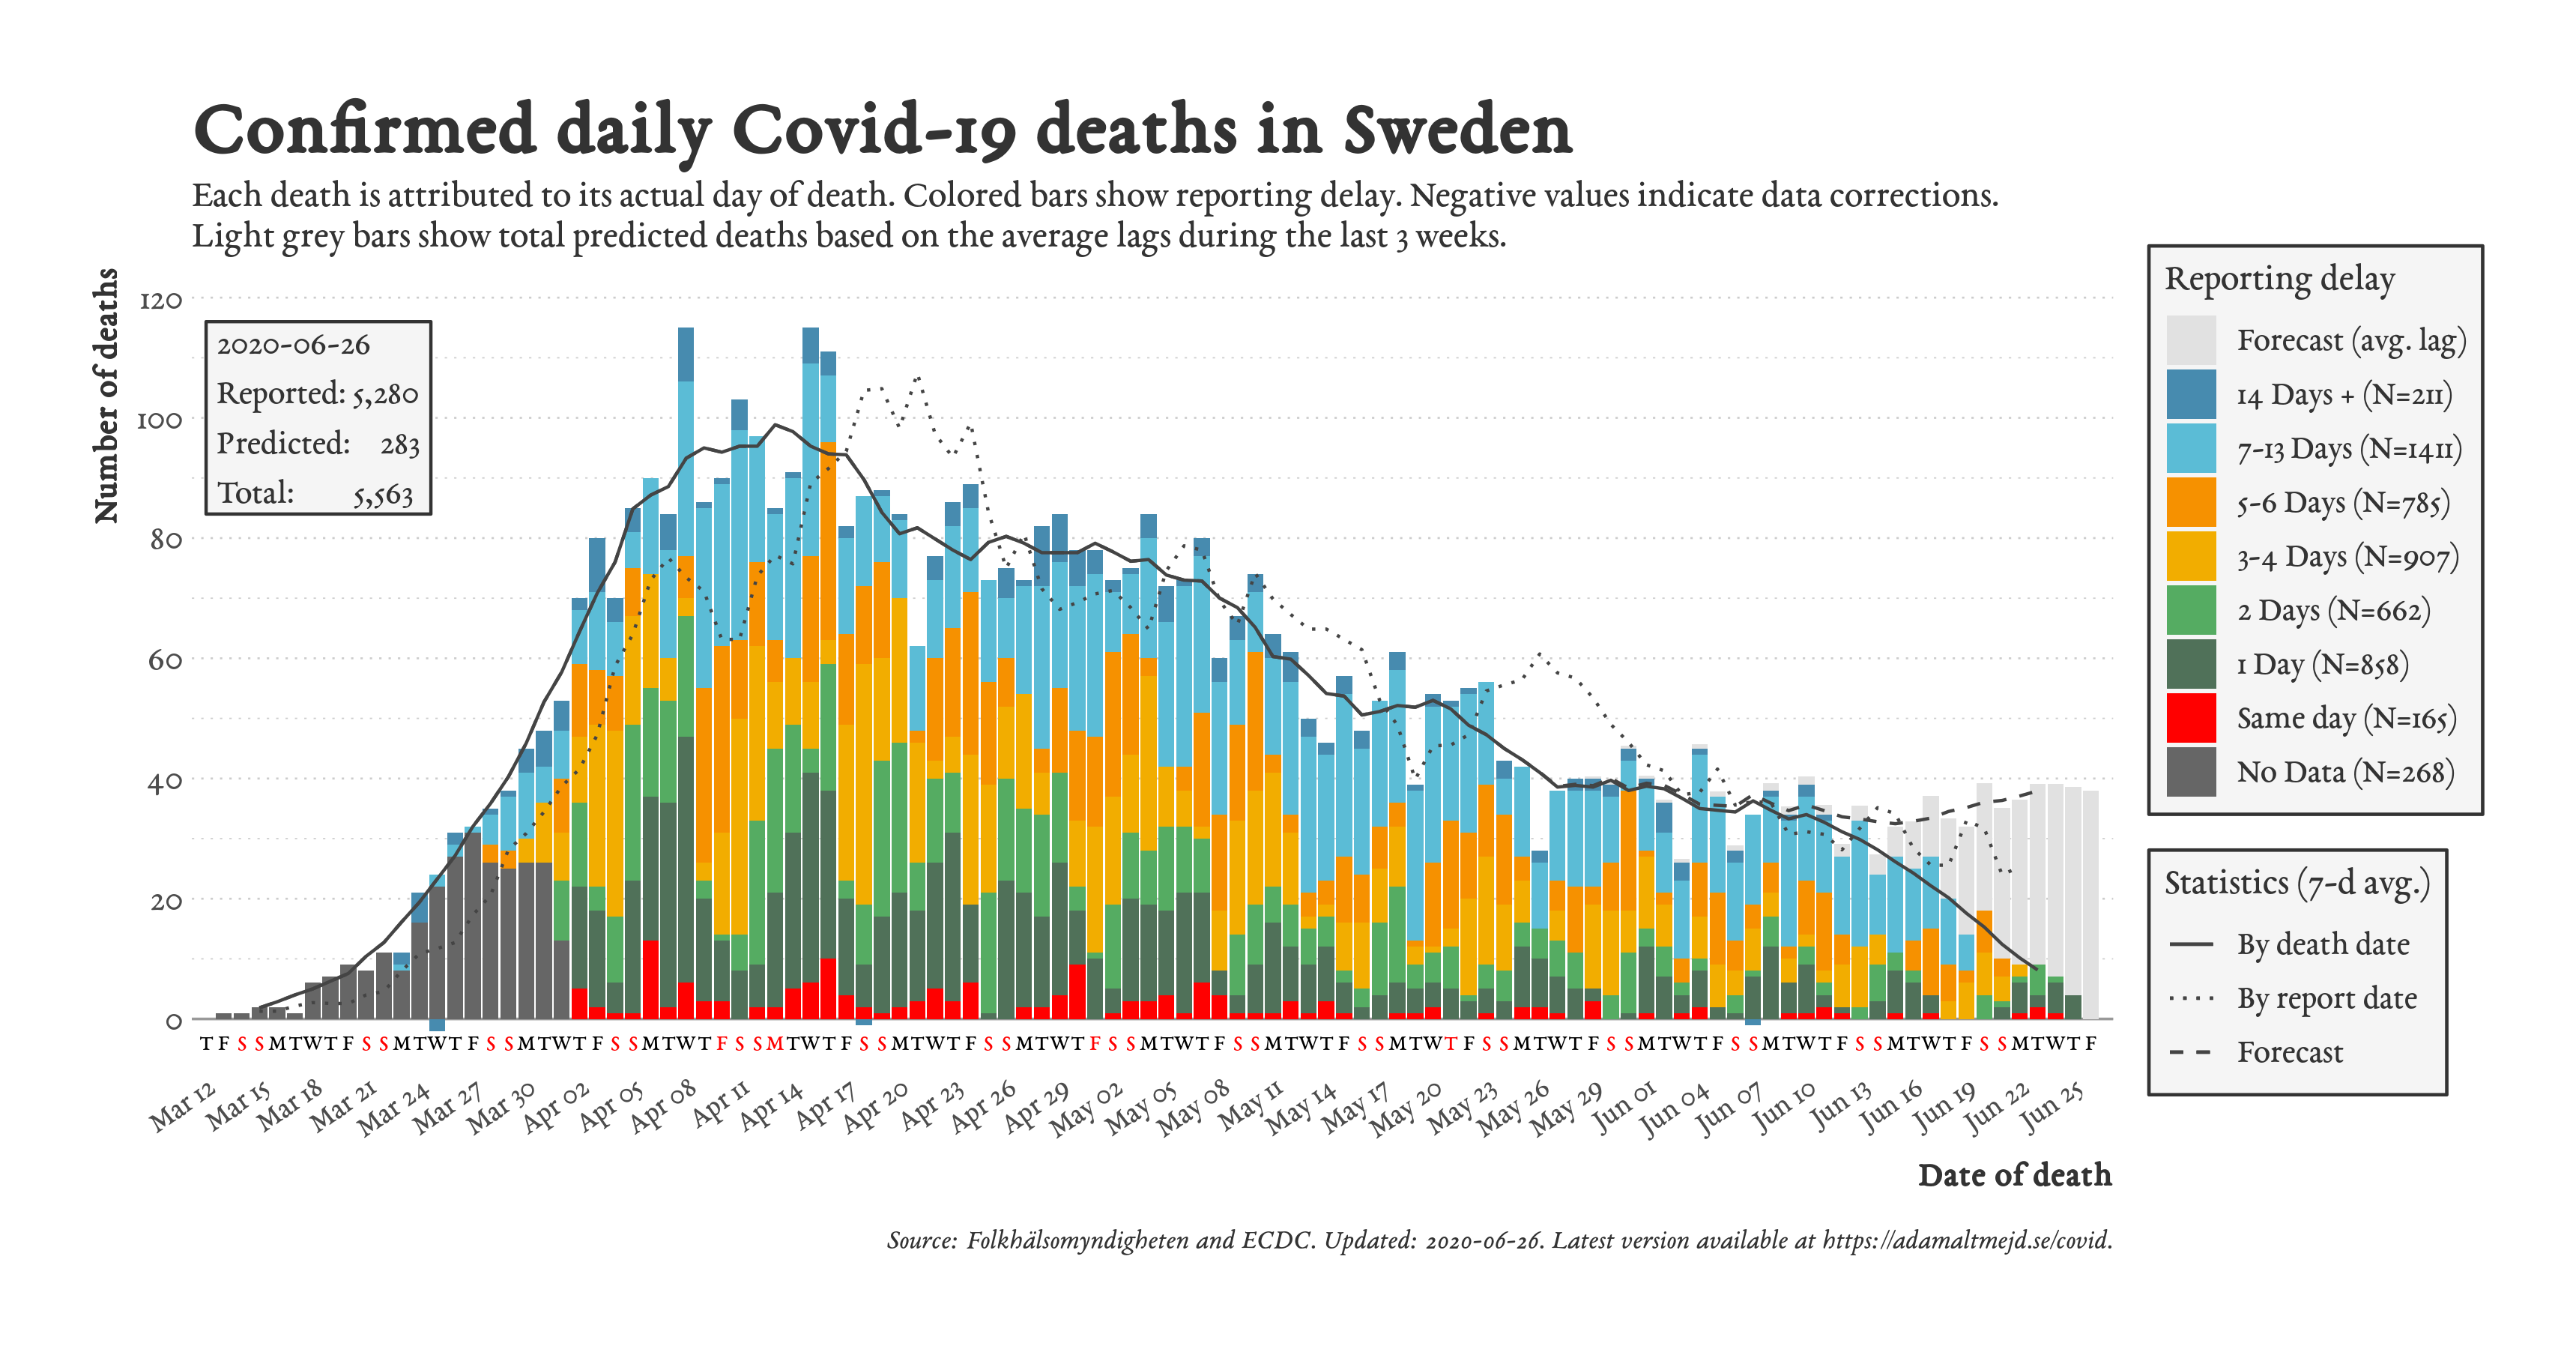 Confirmed daily Covid-19 deaths in Sweden
Each death is attributed to its actual day of death. Colored bars show reporting delay. Negative values indicate data corrections.
Light grey bars show total predicted deaths based on the average lags during the last 3 weeks.
Number of deaths
120
100
80
60
40
20
0
2020-06-26
Reported: 5,280
Predicted: 283
Total: 5,563
T F S S M T W T F S S M T W T F S S M T W T F S S M T W T F S S M T W T F S S M T W T F S S M T W T F S S M T W T F S S M T W T F S S M T W T F S S M T W T F S S M T W T F S S M T W T F S S M T W T F S S M T W T F
Mar 12 Mar 15 Mar 18 Mar 21 Mar 24 Mar 27 Mar 30 Apr 02 Apr 05 Apr 08 Apr 11 Apr 14 Apr 17 Apr 20 Apr 23 Apr 26 Apr 29 May 02 May 05 May 08 May 11 May 14 May 17 May 20 May 23 May 26 May 29 Jun 01 Jun 04 Jun 07 Jun 10 Jun 13 Jun 16 Jun 19 Jun 22 Jun 25
Date of death
Reporting delay
Forecast (avg. lag)
14 Days + (N=211)
7-13 Days (N=1411)
5-6 Days (N=785)
3-4 Days (N=907)
2 Days (N=662)
1 Day (N=858)
Same day (N=165)
No Data (N=268)
Statistics (7-d avg.)
By death date
By report date
Forecast
Source: Folkhälsomyndigheten and ECDC. Updated: 2020-06-26. Latest version available at https://adamaltmejd.se/covid.